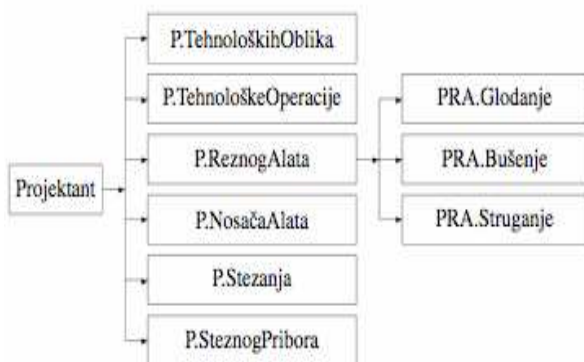 P.TehnološkihOblika
P.TehnološkeOperacije
PRA.Glodanje
P.ReznogAlata
PRA.Bušenje
Projektant
P.NosačaAlata
PRA.Struganje
P.Stezanja
P.SteznogPribora